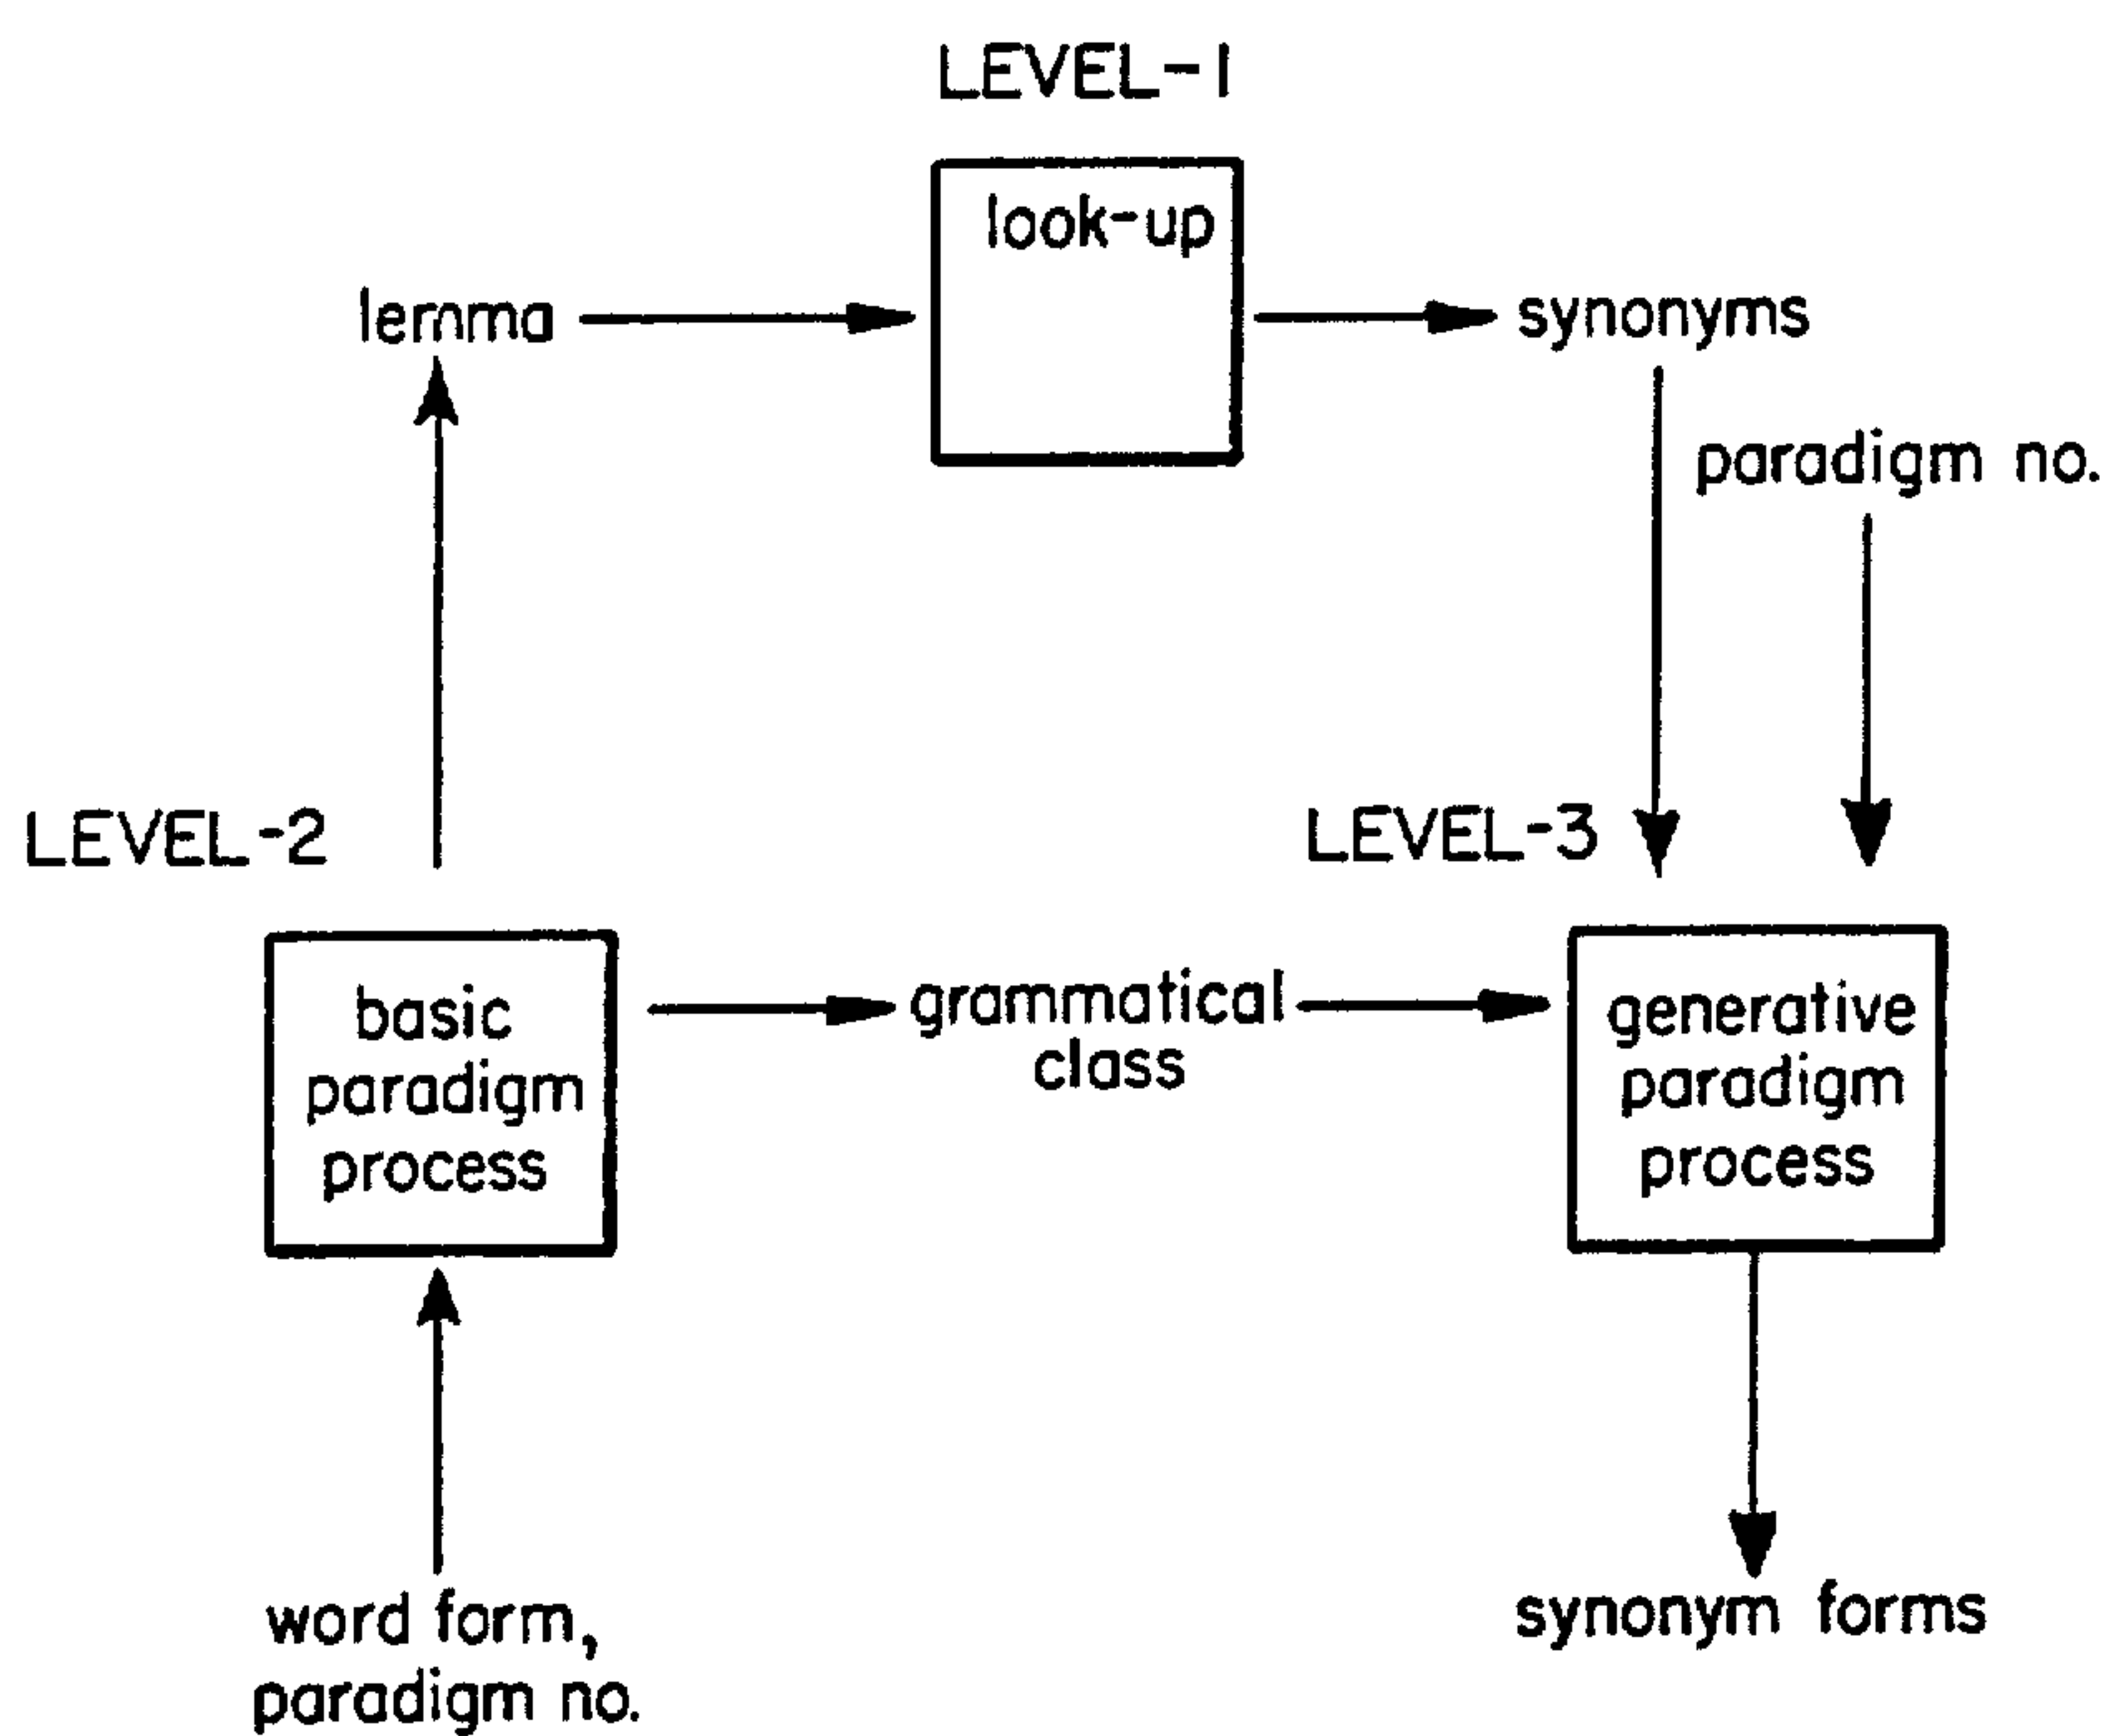 LEVEL-1
look-up
lemma
synonyms
paradigm no.
LEVEL-2
LEVEL-3
basic
paradigm
process
grammatical
class
generative
paradigm
process
word form,
paradigm no.
synonym forms